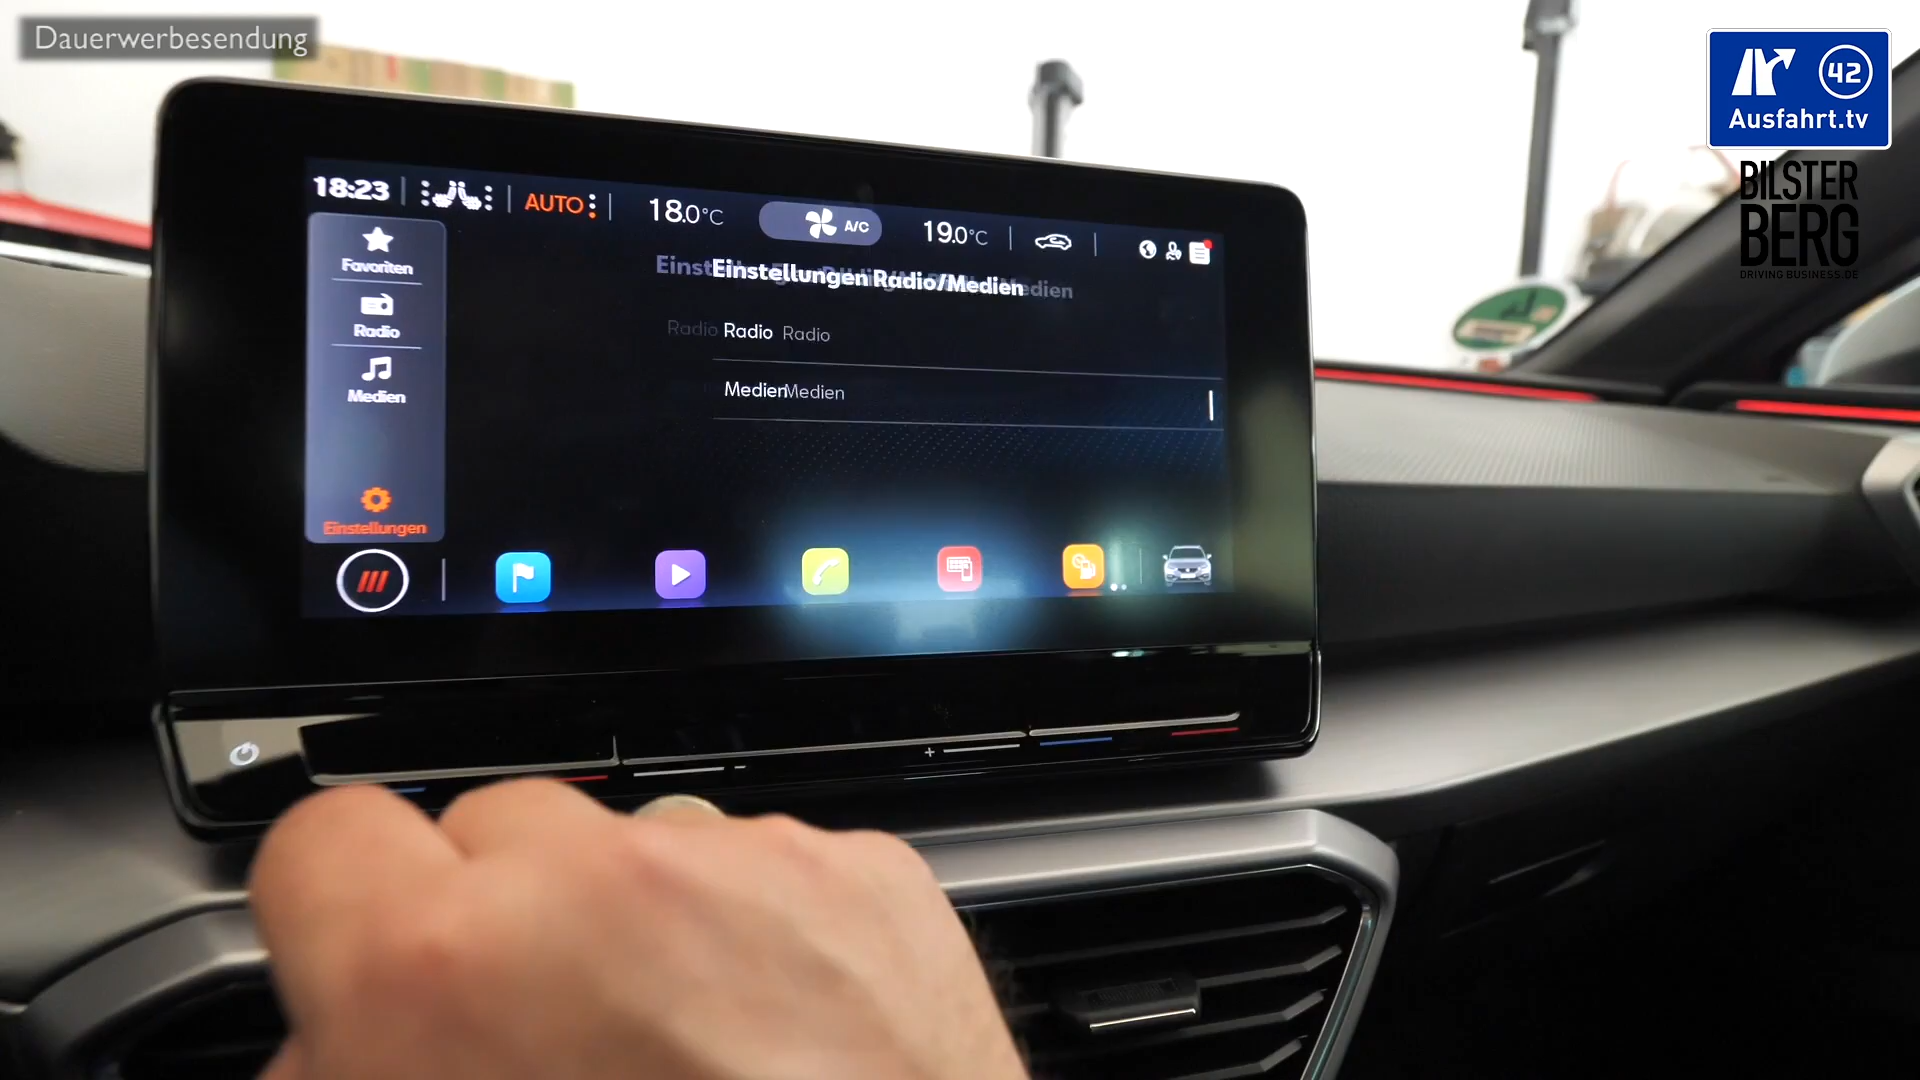 Dauerwerbesendung
42
Ausfahrt.tv
BILSTER
BERG
DRIVING BUSINESS.DE
18:23
AUTO
18.0°C
A/C
19.0°C
Favoriten
Radio
Medien
Einstellungen
Einstellungen Radio/Medien
Radio Radio Radio
Medien Medien
+
-